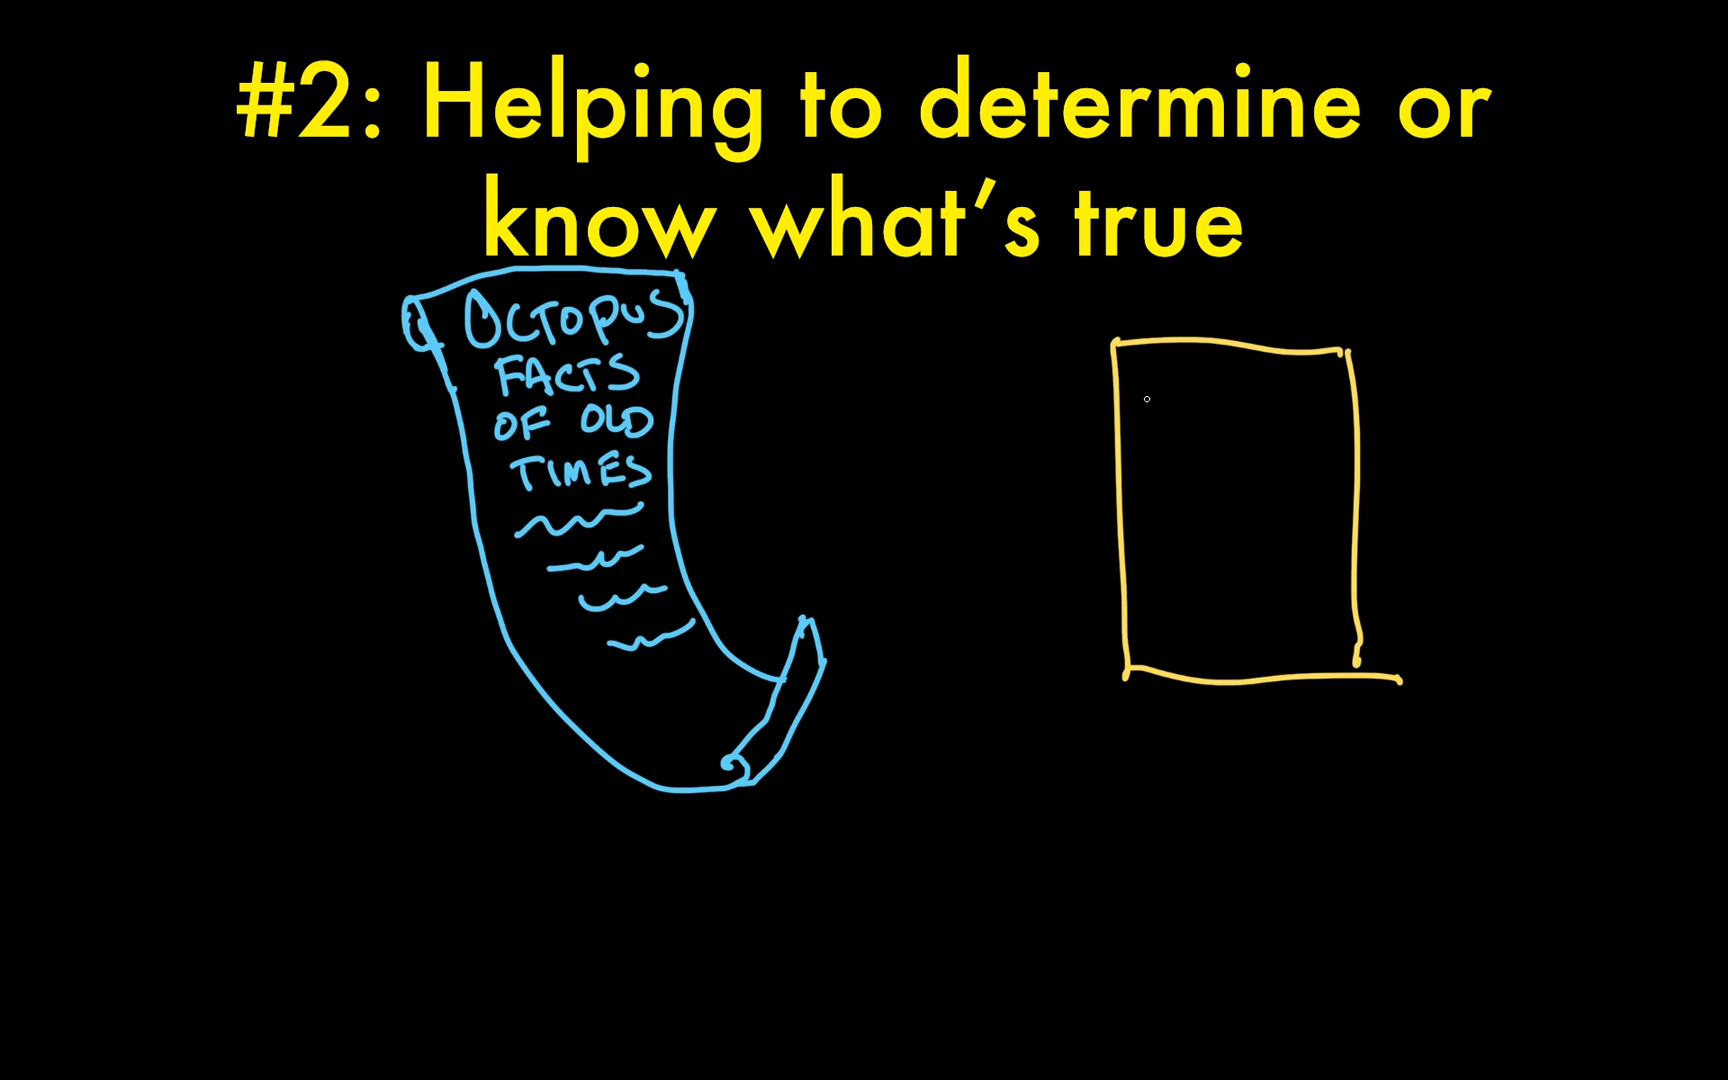 #2: Helping to determine or
know what’s true
OCTOPUS
FACTS
OF OLD
TIMES